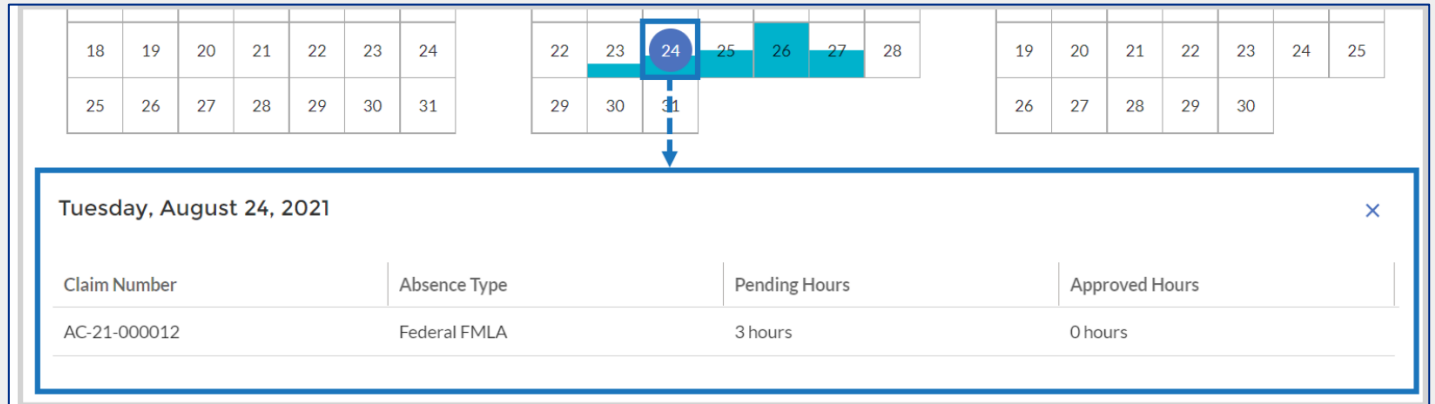 18 19 20 21 22 23 24
22 23 24 25 26 27 28
19 20 21 22 23 24 25
25 26 27 28 29 30 31
29 30 31
26 27 28 29 30
Tuesday, August 24, 2021
×
Claim Number Absence Type Pending Hours Approved Hours
AC-21-000012 Federal FMLA 3 hours 0 hours